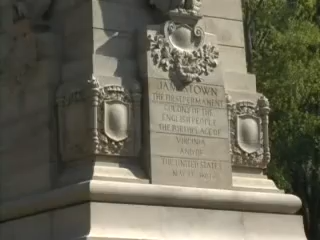 JAMESTOWN
THE FIRST PERMANENT
COLONY OF THE
ENGLISH PEOPLE
THE BIRTHPLACE OF
VIRGINIA
AND OF
THE UNITED STATES
MAY 13